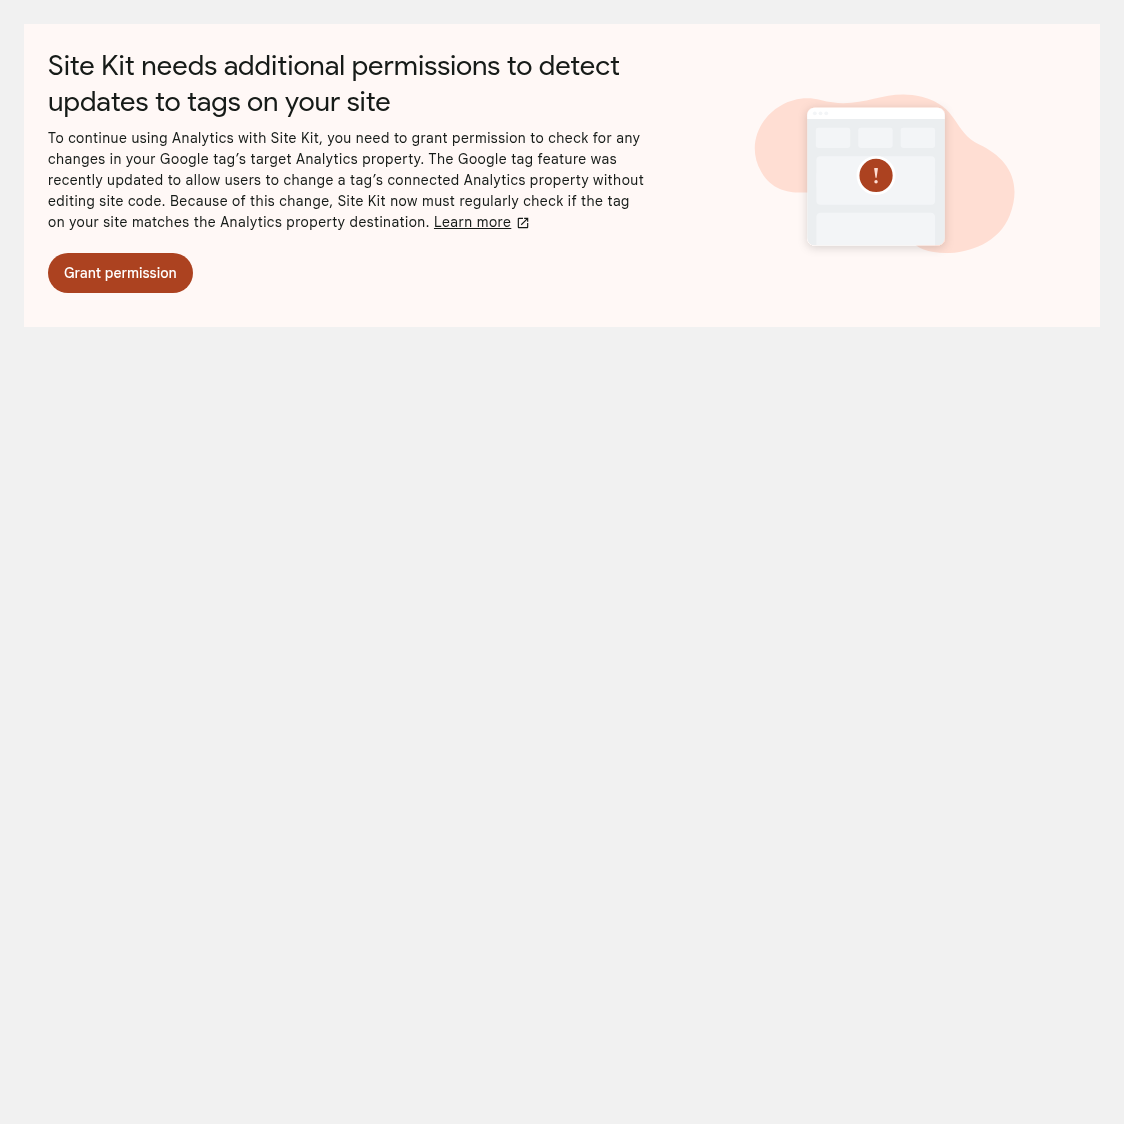 Site Kit needs additional permissions to detect
updates to tags on your site
To continue using Analytics with Site Kit, you need to grant permission to check for any
changes in your Google tag’s target Analytics property. The Google tag feature was
recently updated to allow users to change a tag’s connected Analytics property without
editing site code. Because of this change, Site Kit now must regularly check if the tag
on your site matches the Analytics property destination. Learn more
Grant permission